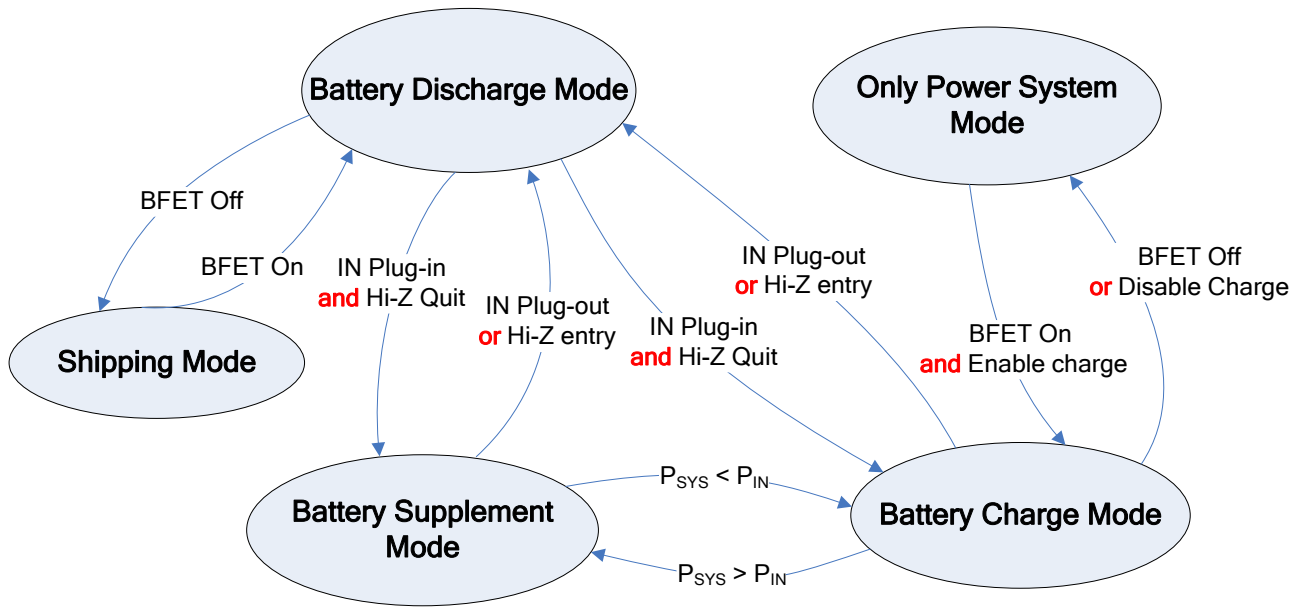 Battery Discharge Mode
Only Power System
Mode
BFET Off
BFET On
IN Plug-in
and Hi-Z Quit
IN Plug-out
or Hi-Z entry
IN Plug-in
and Hi-Z Quit
IN Plug-out
or Hi-Z entry
BFET Off
or Disable Charge
BFET On
and Enable charge
Shipping Mode
Battery Supplement
Mode
PSYS < PIN
PSYS > PIN
Battery Charge Mode